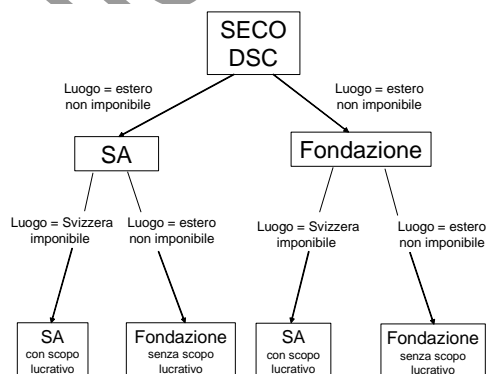 SECO
DSC
Luogo = estero
non imponibile
Luogo = estero
non imponibile
SA
Fondazione
Luogo = Svizzera
imponibile
Luogo = estero
non imponibile
Luogo = Svizzera
imponibile
Luogo = estero
non imponibile
SA
con scopo
lucrativo
Fondazione
senza scopo
lucrativo
SA
con scopo
lucrativo
Fondazione
senza scopo
lucrativo